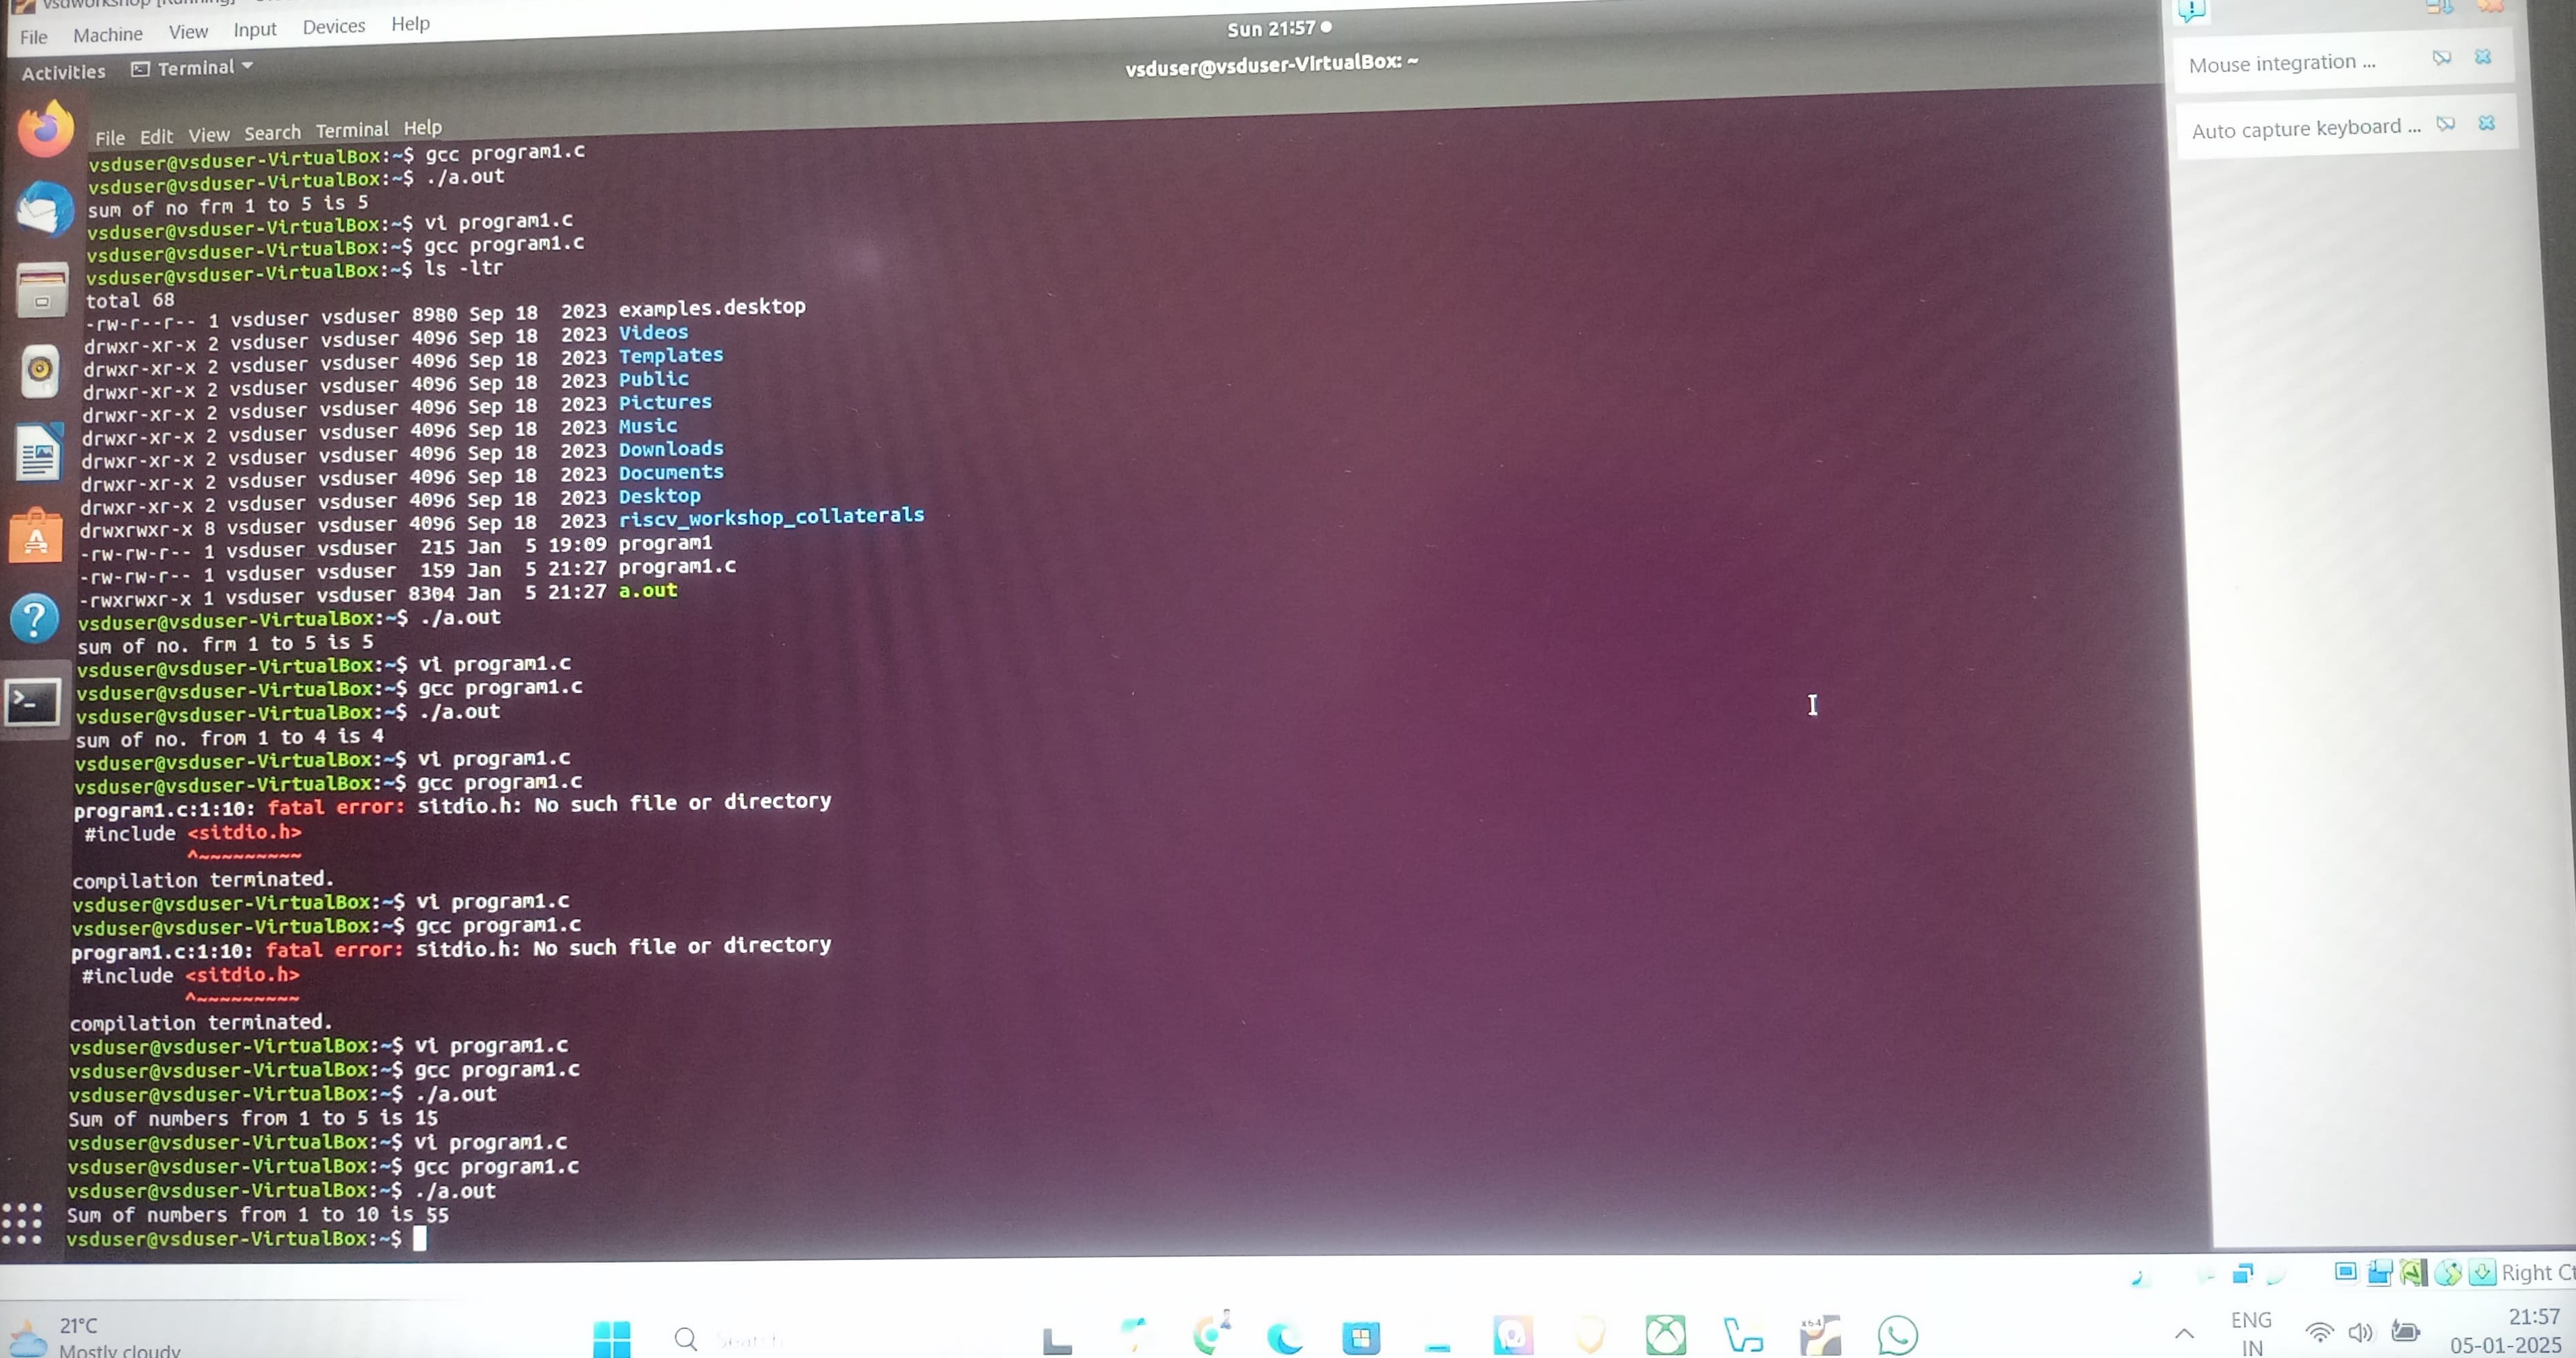 File Machine View Input Devices Help
Sun 21:57
Activities Terminal
vsduser@vsduser-VirtualBox: ~
Mouse integration ...
Auto capture keyboard ...
File Edit View Search Terminal Help
vsduser@vsduser-VirtualBox:~$ gcc program1.c
vsduser@vsduser-VirtualBox:~$ ./a.out
sum of no frm 1 to 5 is 5
vsduser@vsduser-VirtualBox:~$ vi program1.c
vsduser@vsduser-VirtualBox:~$ gcc program1.c
vsduser@vsduser-VirtualBox:~$ ls -ltr
total 68
-rw-r--r-- 1 vsduser vsduser 8980 Sep 18  2023 examples.desktop
drwxr-xr-x 2 vsduser vsduser 4096 Sep 18  2023 Videos
drwxr-xr-x 2 vsduser vsduser 4096 Sep 18  2023 Templates
drwxr-xr-x 2 vsduser vsduser 4096 Sep 18  2023 Public
drwxr-xr-x 2 vsduser vsduser 4096 Sep 18  2023 Pictures
drwxr-xr-x 2 vsduser vsduser 4096 Sep 18  2023 Music
drwxr-xr-x 2 vsduser vsduser 4096 Sep 18  2023 Downloads
drwxr-xr-x 2 vsduser vsduser 4096 Sep 18  2023 Documents
drwxr-xr-x 2 vsduser vsduser 4096 Sep 18  2023 Desktop
drwxrwxr-x 8 vsduser vsduser 4096 Sep 18  2023 riscv_workshop_collaterals
-rw-rw-r-- 1 vsduser vsduser  215 Jan  5 19:09 program1
-rw-rw-r-- 1 vsduser vsduser  159 Jan  5 21:27 program1.c
-rwxrwxr-x 1 vsduser vsduser 8304 Jan  5 21:27 a.out
vsduser@vsduser-VirtualBox:~$ ./a.out
sum of no. frm 1 to 5 is 5
vsduser@vsduser-VirtualBox:~$ vi program1.c
vsduser@vsduser-VirtualBox:~$ gcc program1.c
vsduser@vsduser-VirtualBox:~$ ./a.out
sum of no. from 1 to 4 is 4
vsduser@vsduser-VirtualBox:~$ vi program1.c
vsduser@vsduser-VirtualBox:~$ gcc program1.c
program1.c:1:10: fatal error: sitdio.h: No such file or directory
#include <sitdio.h>
^~~~~~~~~~
compilation terminated.
vsduser@vsduser-VirtualBox:~$ vi program1.c
vsduser@vsduser-VirtualBox:~$ gcc program1.c
program1.c:1:10: fatal error: sitdio.h: No such file or directory
#include <sitdio.h>
^~~~~~~~~~
compilation terminated.
vsduser@vsduser-VirtualBox:~$ vi program1.c
vsduser@vsduser-VirtualBox:~$ gcc program1.c
vsduser@vsduser-VirtualBox:~$ ./a.out
Sum of numbers from 1 to 5 is 15
vsduser@vsduser-VirtualBox:~$ vi program1.c
vsduser@vsduser-VirtualBox:~$ gcc program1.c
vsduser@vsduser-VirtualBox:~$ ./a.out
Sum of numbers from 1 to 10 is 55
vsduser@vsduser-VirtualBox:~$
Right
21°C
Mostly cloudy
Search
ENG
IN
21:57
05-01-2025